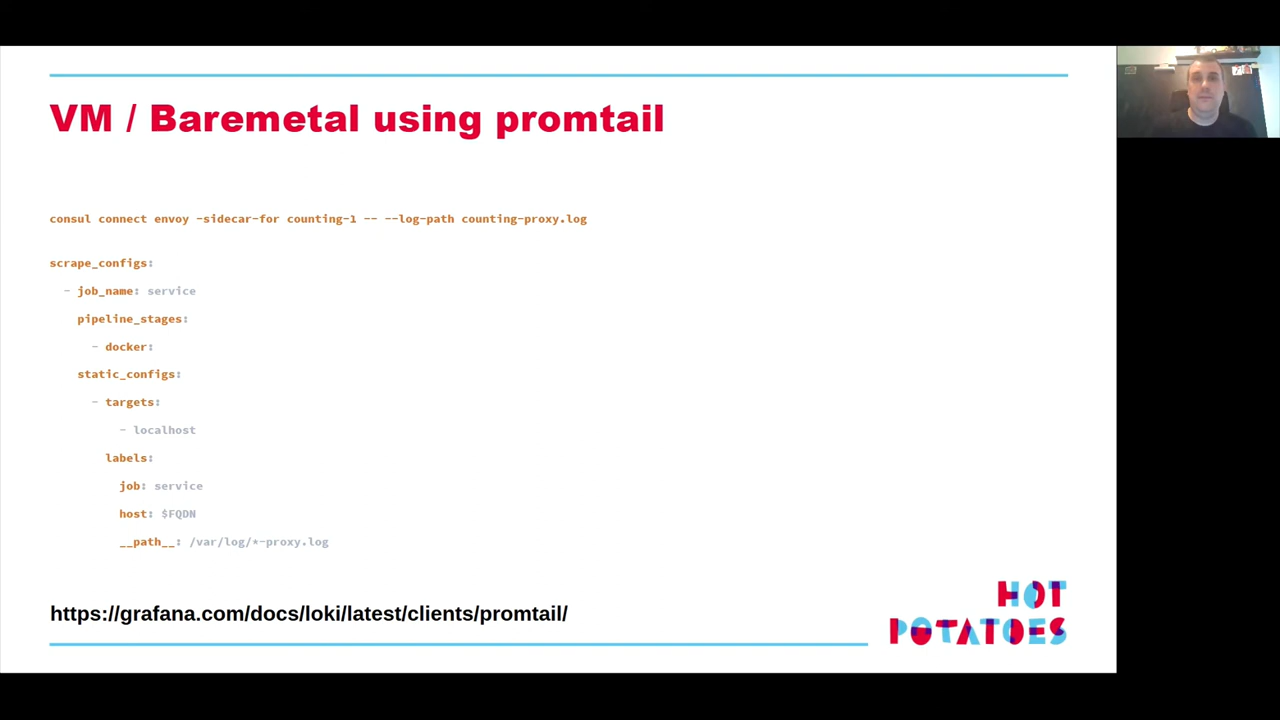 VM / Baremetal using promtail
consul connect envoy -sidecar-for counting-1 -- --log-path counting-proxy.log
scrape_configs:
- job_name: service
pipeline_stages:
- docker:
static_configs:
- targets:
- localhost
labels:
job: service
host: $FQDN
__path__: /var/log/*-proxy.log
https://grafana.com/docs/loki/latest/clients/promtail/
HOT
POTATOES